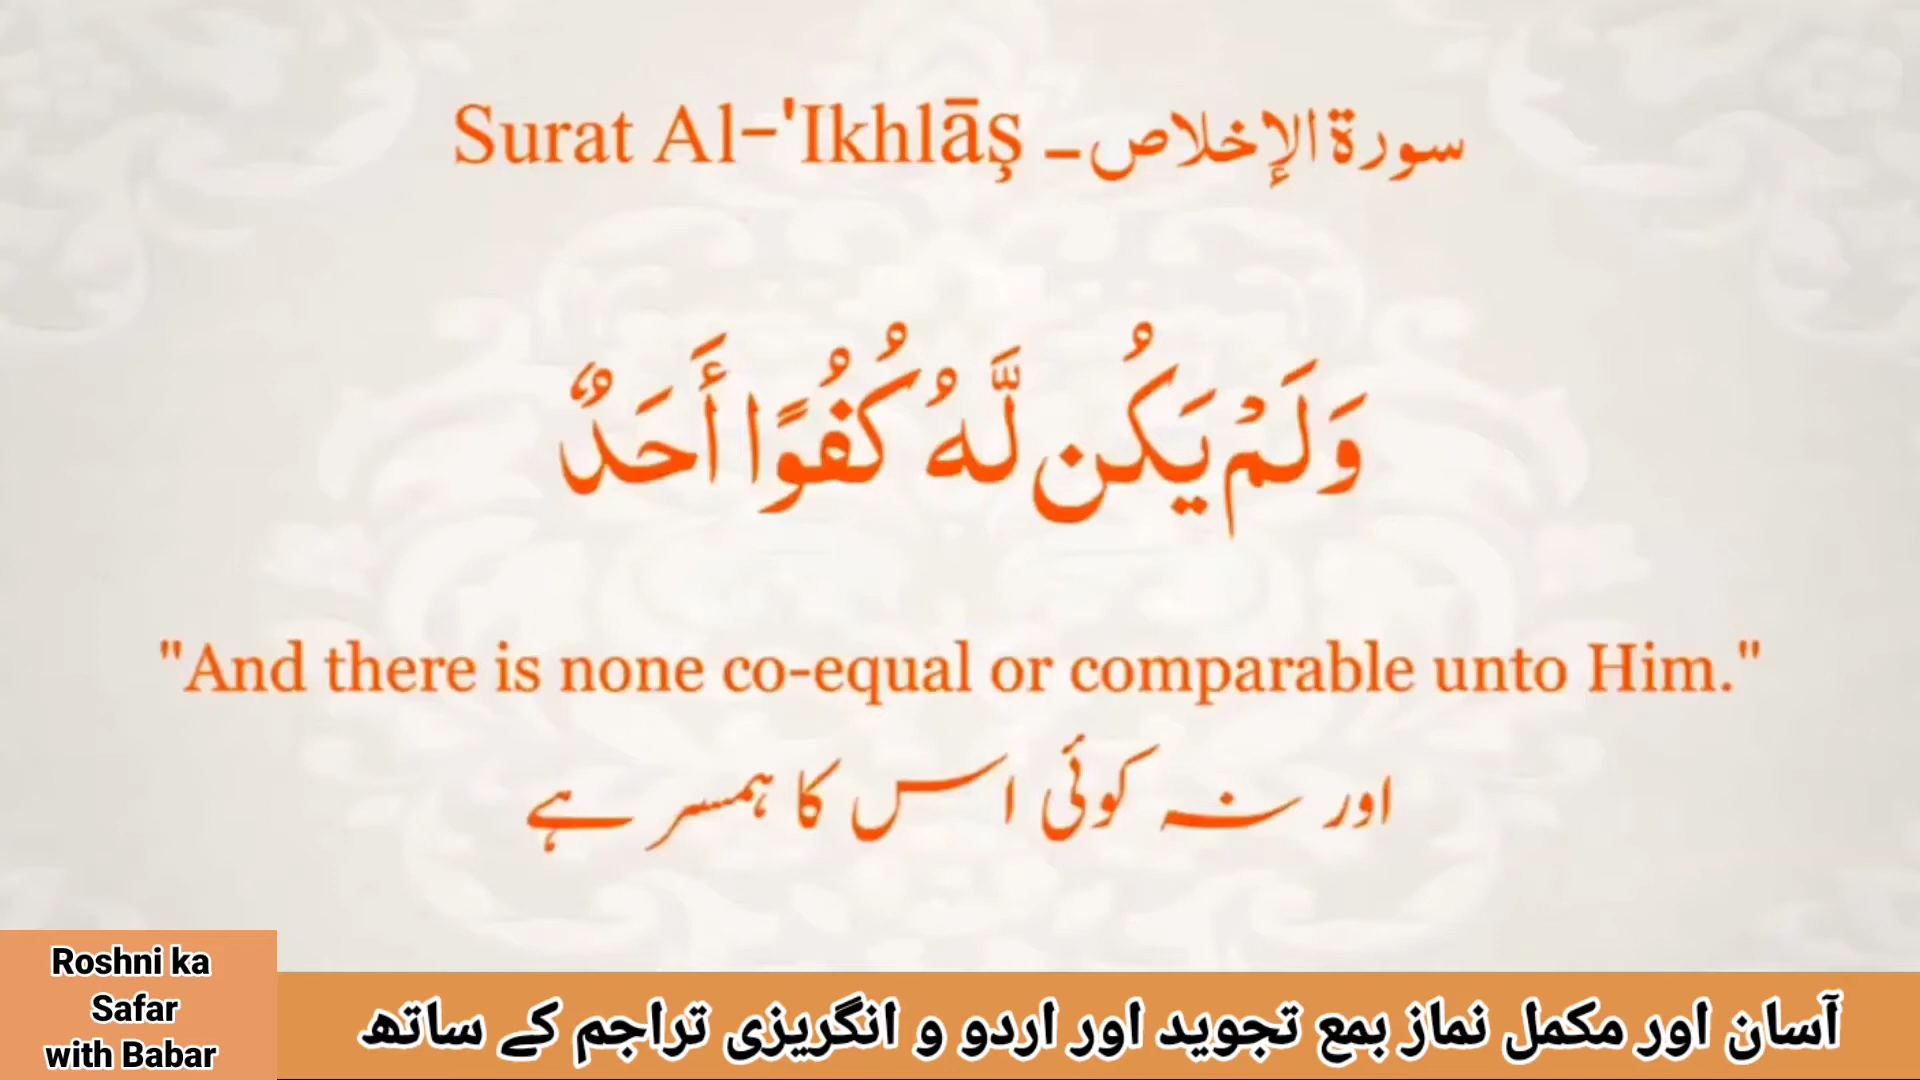 Surat Al-'Ikhlāş - سورة الإخلاص
وَلَمْ يَكُن لَّهُ كُفُوًا أَحَدٌ
"And there is none co-equal or comparable unto Him."
اور نہ کوئی اس کا ہمسر ہے
Roshni ka
Safar
with Babar
آسان اور مکمل نماز بمع تجوید اور اردو و انگریزی تراجم کے ساتھ